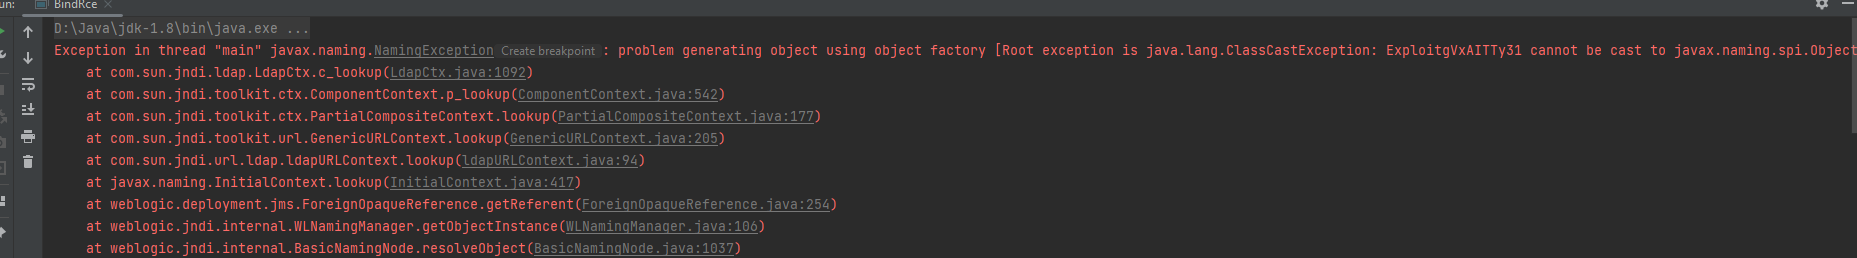 un: BindRce ×
D:\Java\jdk-1.8\bin\java.exe ...
Exception in thread "main" javax.naming.NamingException Create breakpoint : problem generating object using object factory [Root exception is java.lang.ClassCastException: ExploitgVxAITTy31 cannot be cast to javax.naming.spi.Object
at com.sun.jndi.ldap.LdapCtx.c_lookup(LdapCtx.java:1092)
at com.sun.jndi.toolkit.ctx.ComponentContext.p_lookup(ComponentContext.java:542)
at com.sun.jndi.toolkit.ctx.PartialCompositeContext.lookup(PartialCompositeContext.java:177)
at com.sun.jndi.toolkit.url.GenericURLContext.lookup(GenericURLContext.java:205)
at com.sun.jndi.url.ldap.ldapURLContext.lookup(ldapURLContext.java:94)
at javax.naming.InitialContext.lookup(InitialContext.java:417)
at weblogic.deployment.jms.ForeignOpaqueReference.getReferent(ForeignOpaqueReference.java:254)
at weblogic.jndi.internal.WLNamingManager.getObjectInstance(WLNamingManager.java:106)
at weblogic.jndi.internal.BasicNamingNode.resolveObject(BasicNamingNode.java:1037)